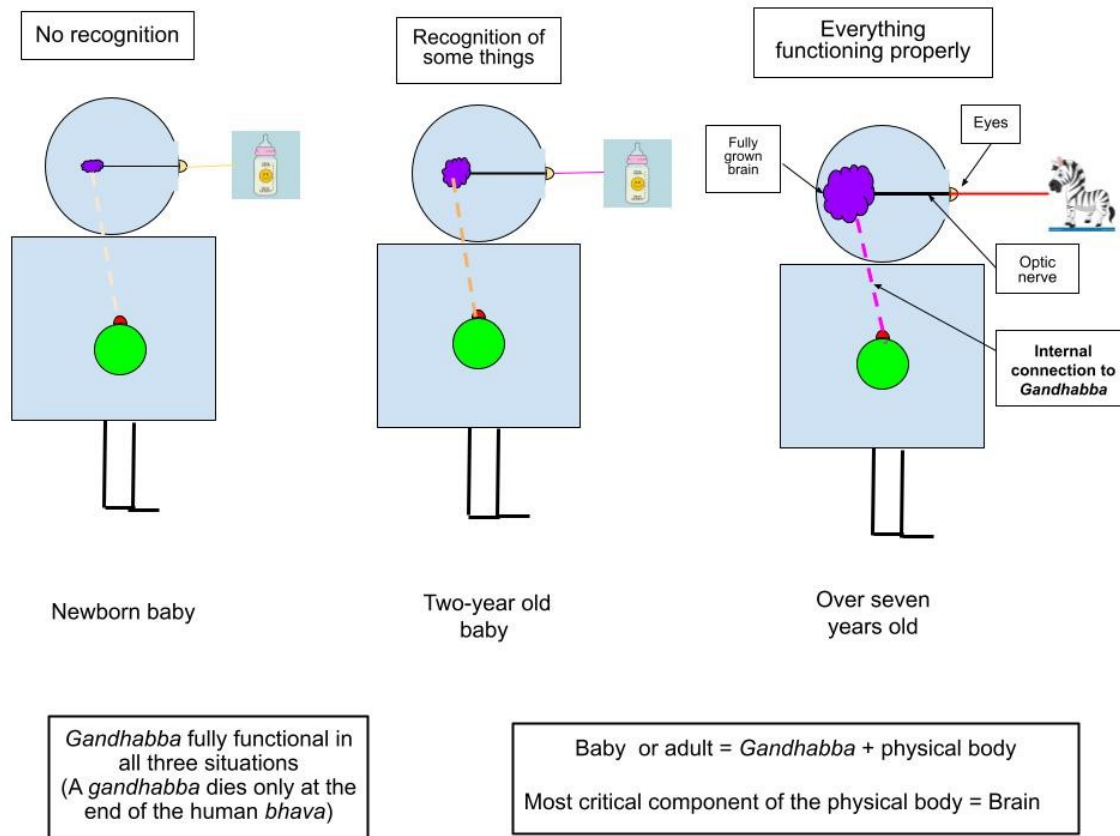 No recognition
Recognition of
some things
Everything
functioning properly
Fully
grown
brain
Eyes
Optic
nerve
Internal
connection to
Gandhabba
Newborn baby
Two-year old
baby
Over seven
years old
Gandhabba fully functional in
all three situations
(A gandhabba dies only at the
end of the human bhava)
Baby or adult = Gandhabba + physical body
Most critical component of the physical body = Brain